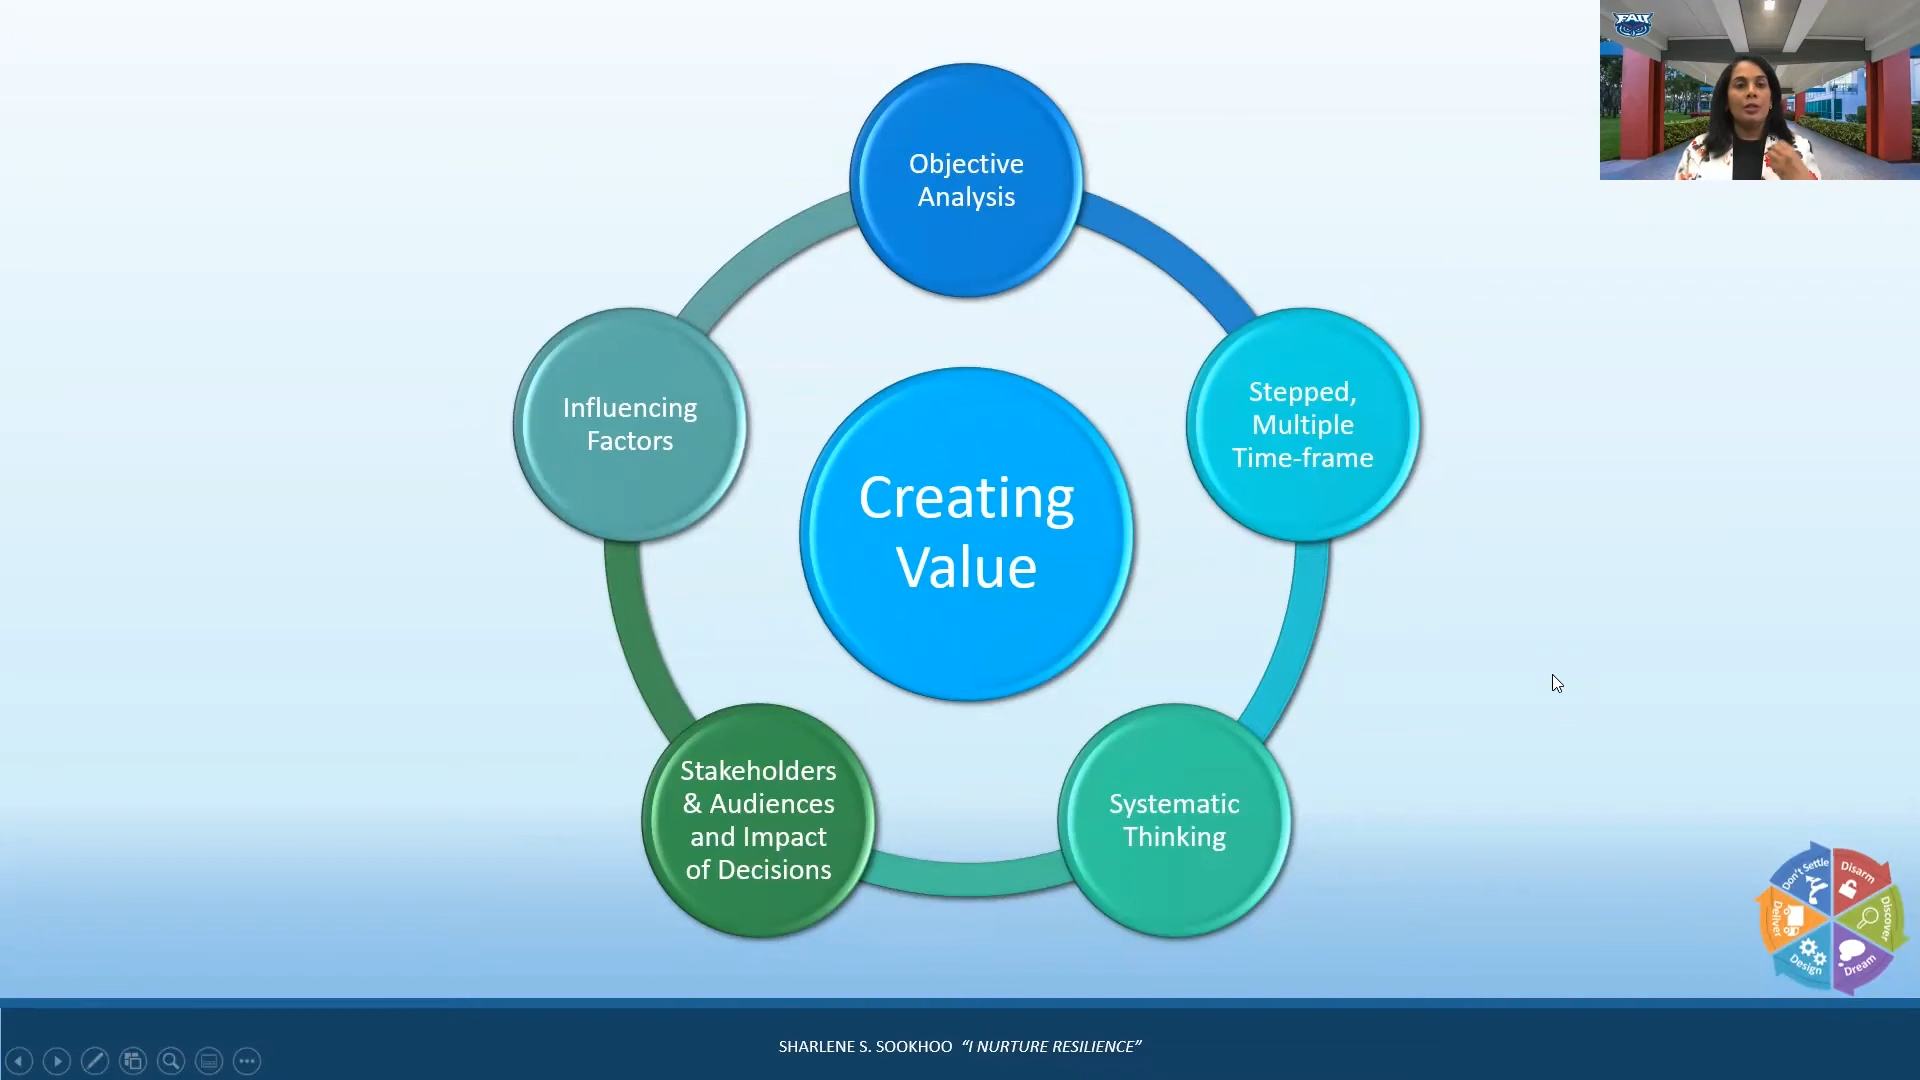 FAU
Objective
Analysis
Stepped,
Multiple
Time-frame
Influencing
Factors
Creating
Value
Stakeholders
& Audiences
and Impact
of Decisions
Systematic
Thinking
Don't Settle
Disarm
Discover
Dream
Design
Deliver
SHARLENE S. SOOKHOO "I NURTURE RESILIENCE"